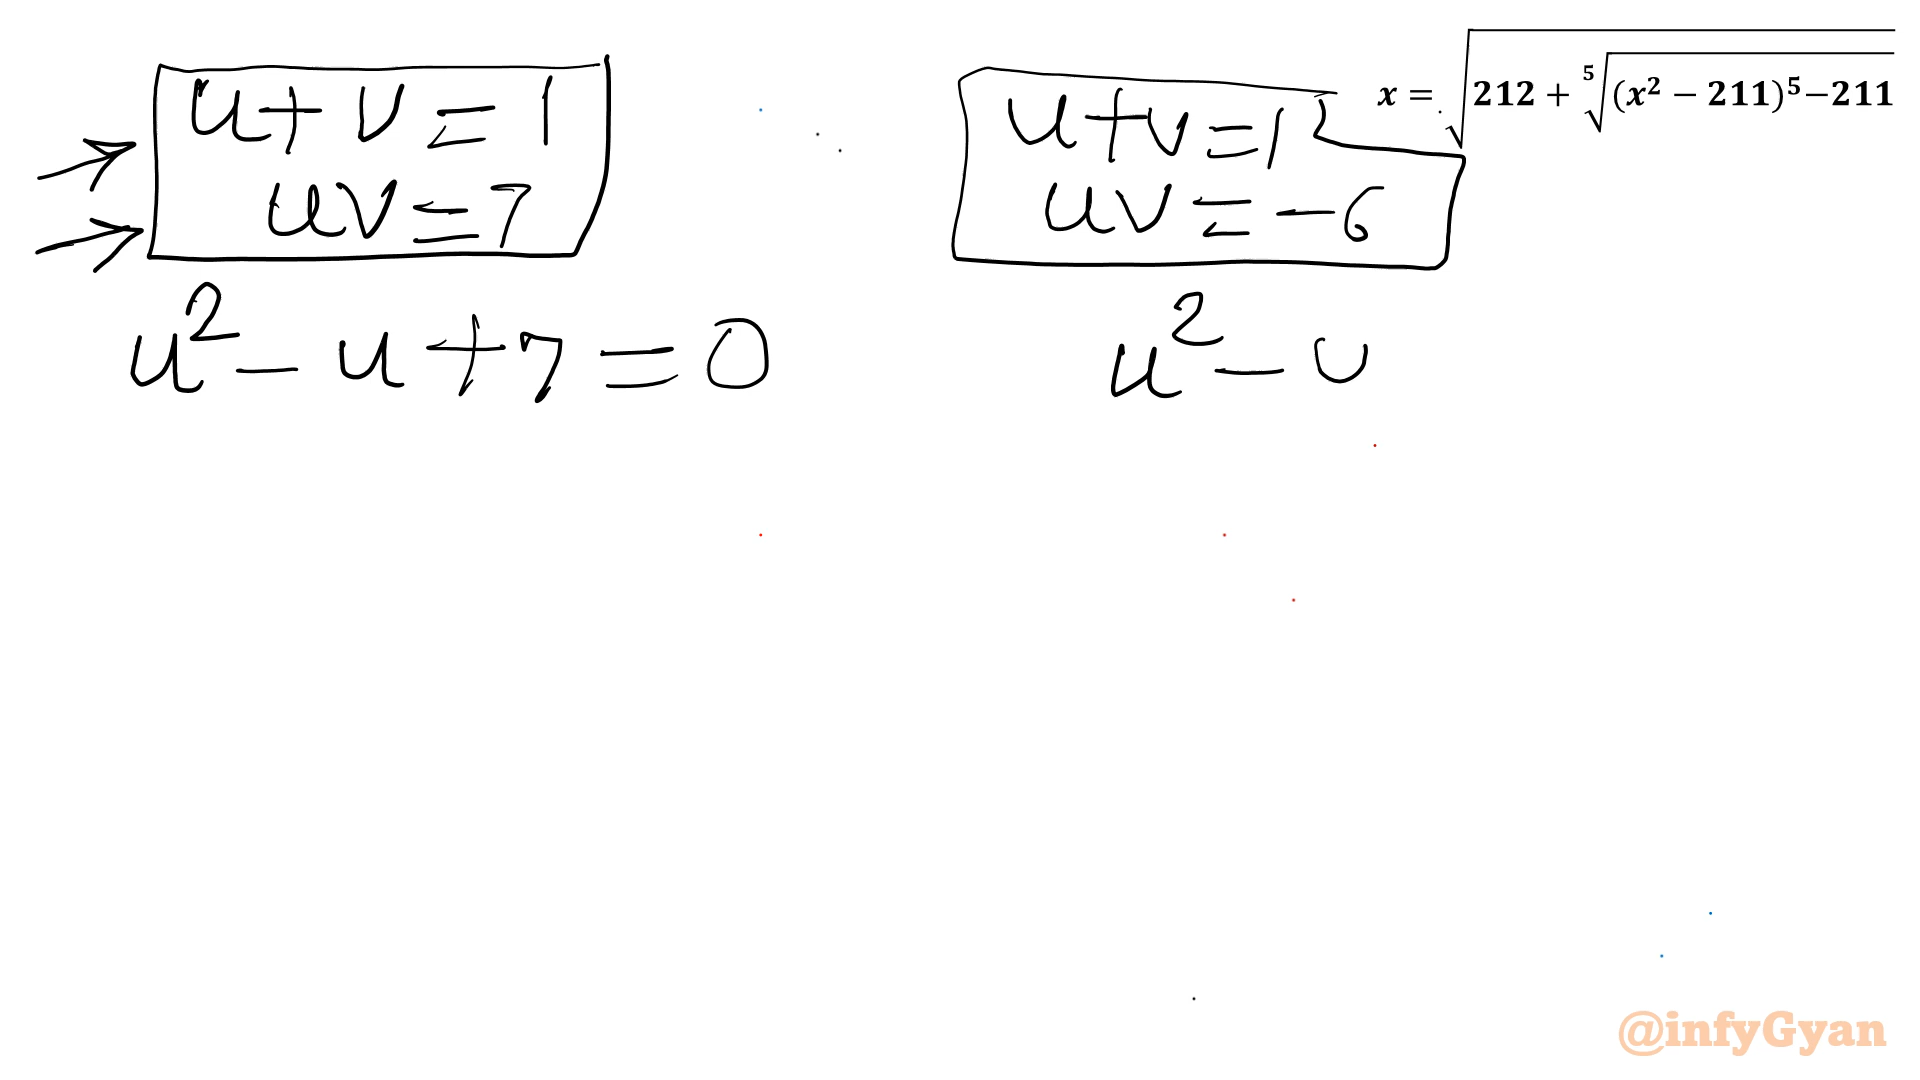 u + v = 1
uv = 7
u² - u + 7 = 0
u + v = 1
uv = -6
u² - u
x = √(212 + ⁵√((x² − 211)⁵−211))
@infyGyan